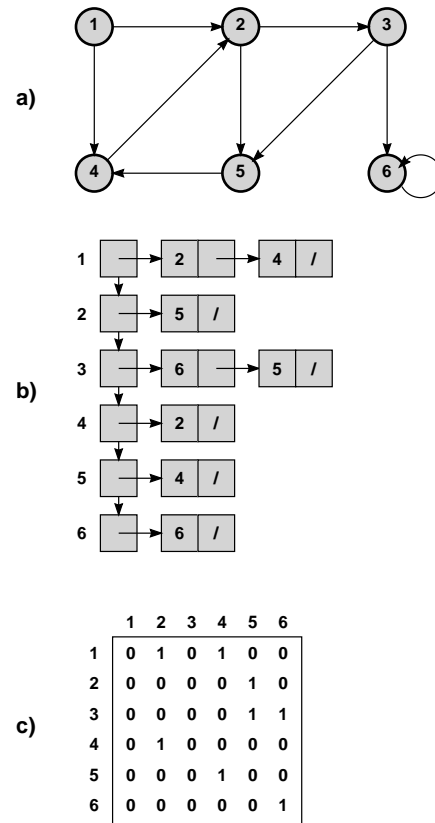 1 2 3
a)
4 5 6
1 2 4 /
2 5 /
3 6 5 /
b)
4 2 /
5 4 /
6 6 /
1 2 3 4 5 6
1 0 1 0 1 0 0
2 0 0 0 0 1 0
3 0 0 0 0 1 1
c)
4 0 1 0 0 0 0
5 0 0 0 1 0 0
6 0 0 0 0 0 1